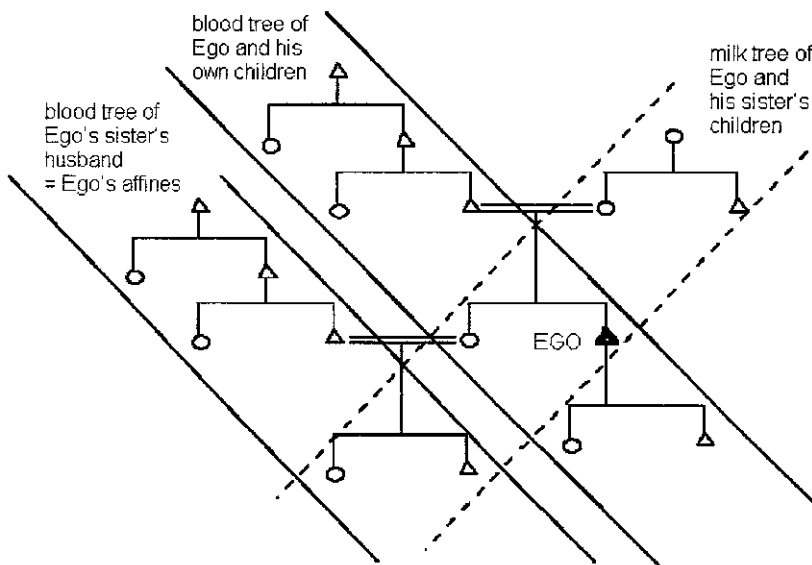 blood tree of
Ego and his
own children
milk tree of
Ego and
his sister's
children
blood tree of
Ego's sister's
husband
= Ego's affines
EGO